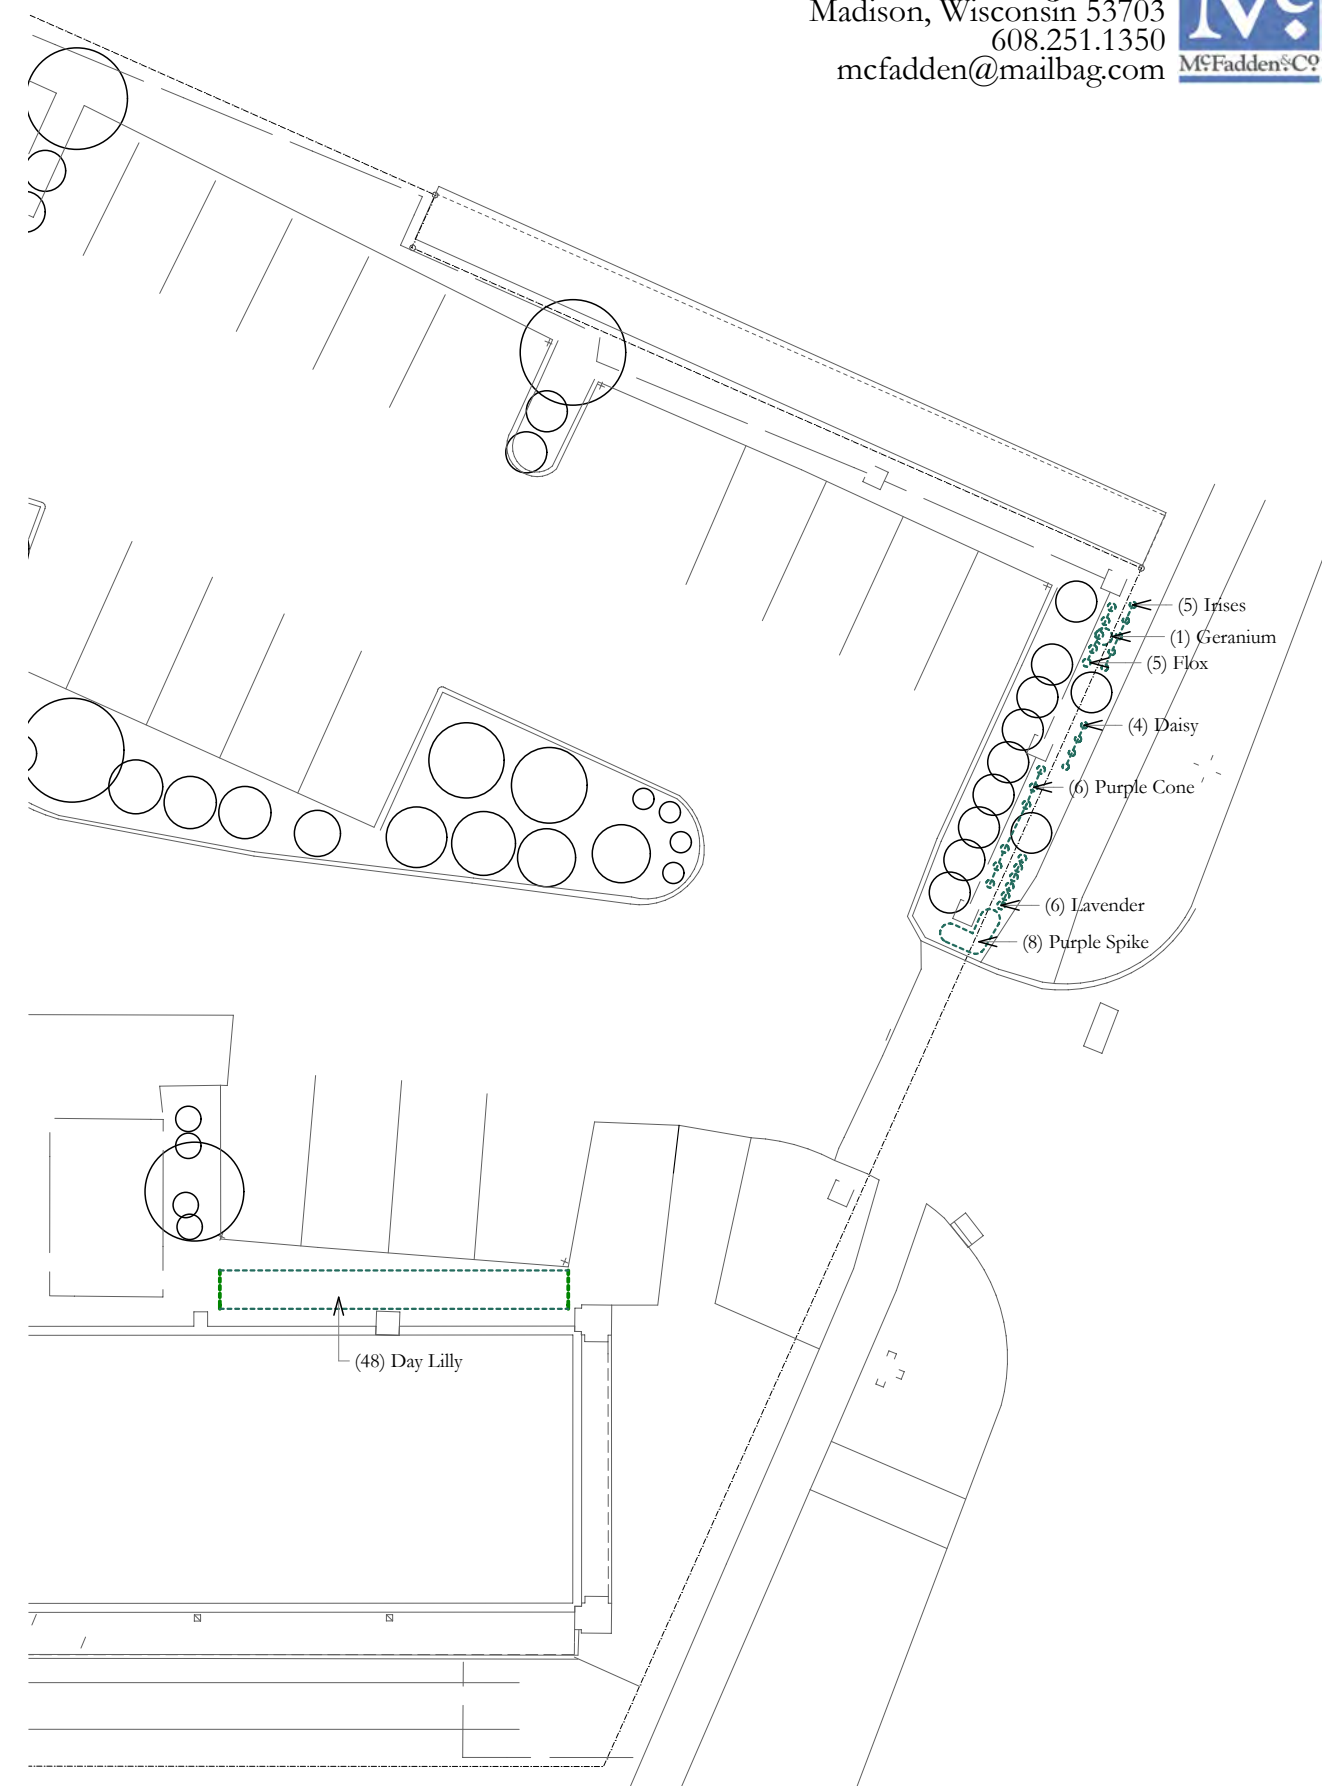 Madison, Wisconsin 53703
608.251.1350
mcfadden@mailbag.com
Mc
McFadden & Co
(5) Irises
(1) Geranium
(5) Flox
(4) Daisy
(6) Purple Cone
(6) Lavender
(8) Purple Spike
(48) Day Lilly